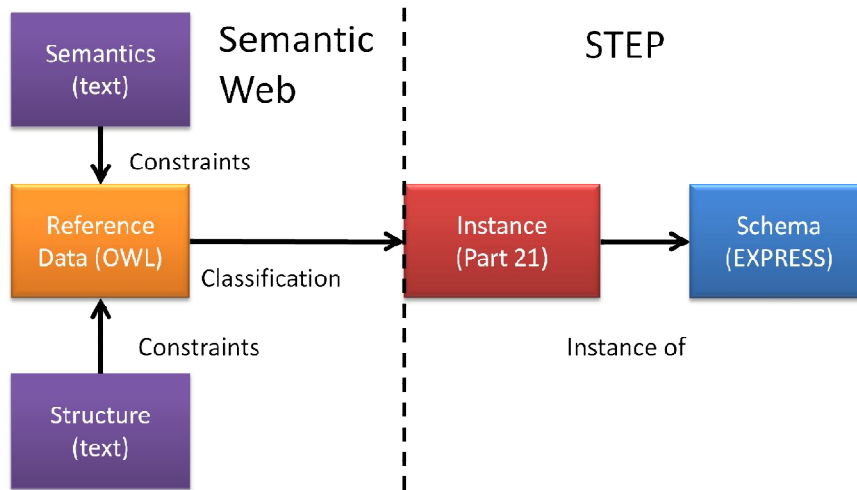 Semantics
(text)
Semantic
Web
STEP
Constraints
Reference
Data (OWL)
Classification
Instance
(Part 21)
Schema
(EXPRESS)
Constraints
Instance of
Structure
(text)